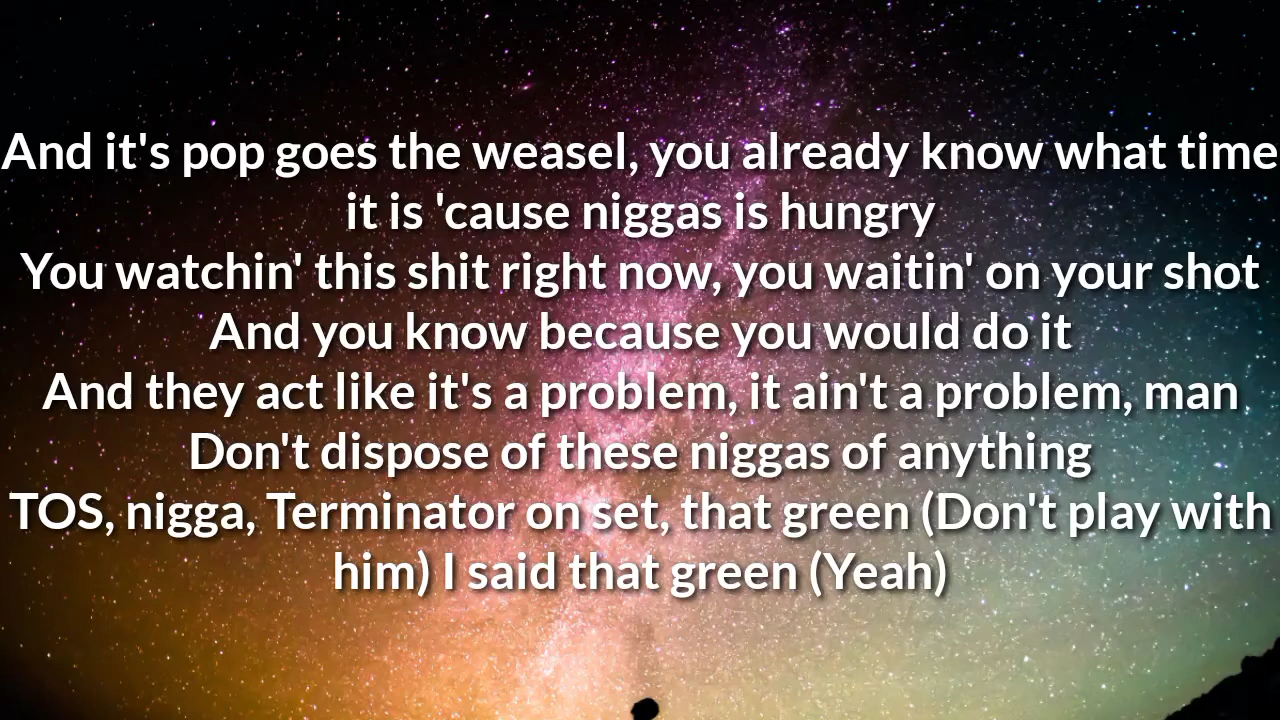 And it's pop goes the weasel, you already know what time
it is 'cause niggas is hungry
You watchin' this shit right now, you waitin' on your shot
And you know because you would do it
And they act like it's a problem, it ain't a problem, man
Don't dispose of these niggas of anything
TOS, nigga, Terminator on set, that green (Don't play with
him) I said that green (Yeah)